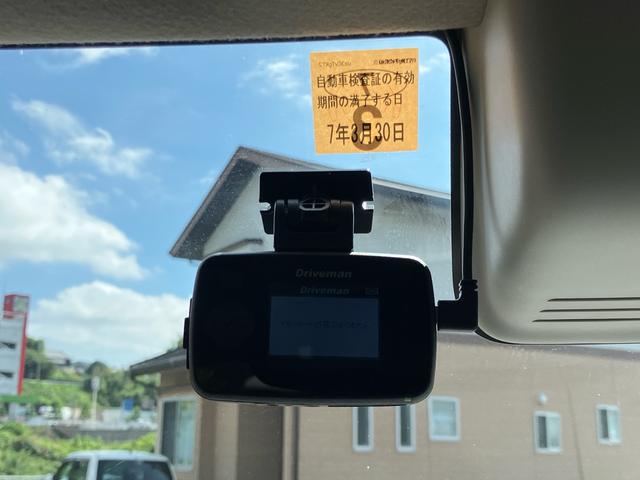 自動車検査証の有効
期間の満了する日
7年3月30日
Driveman
Driveman